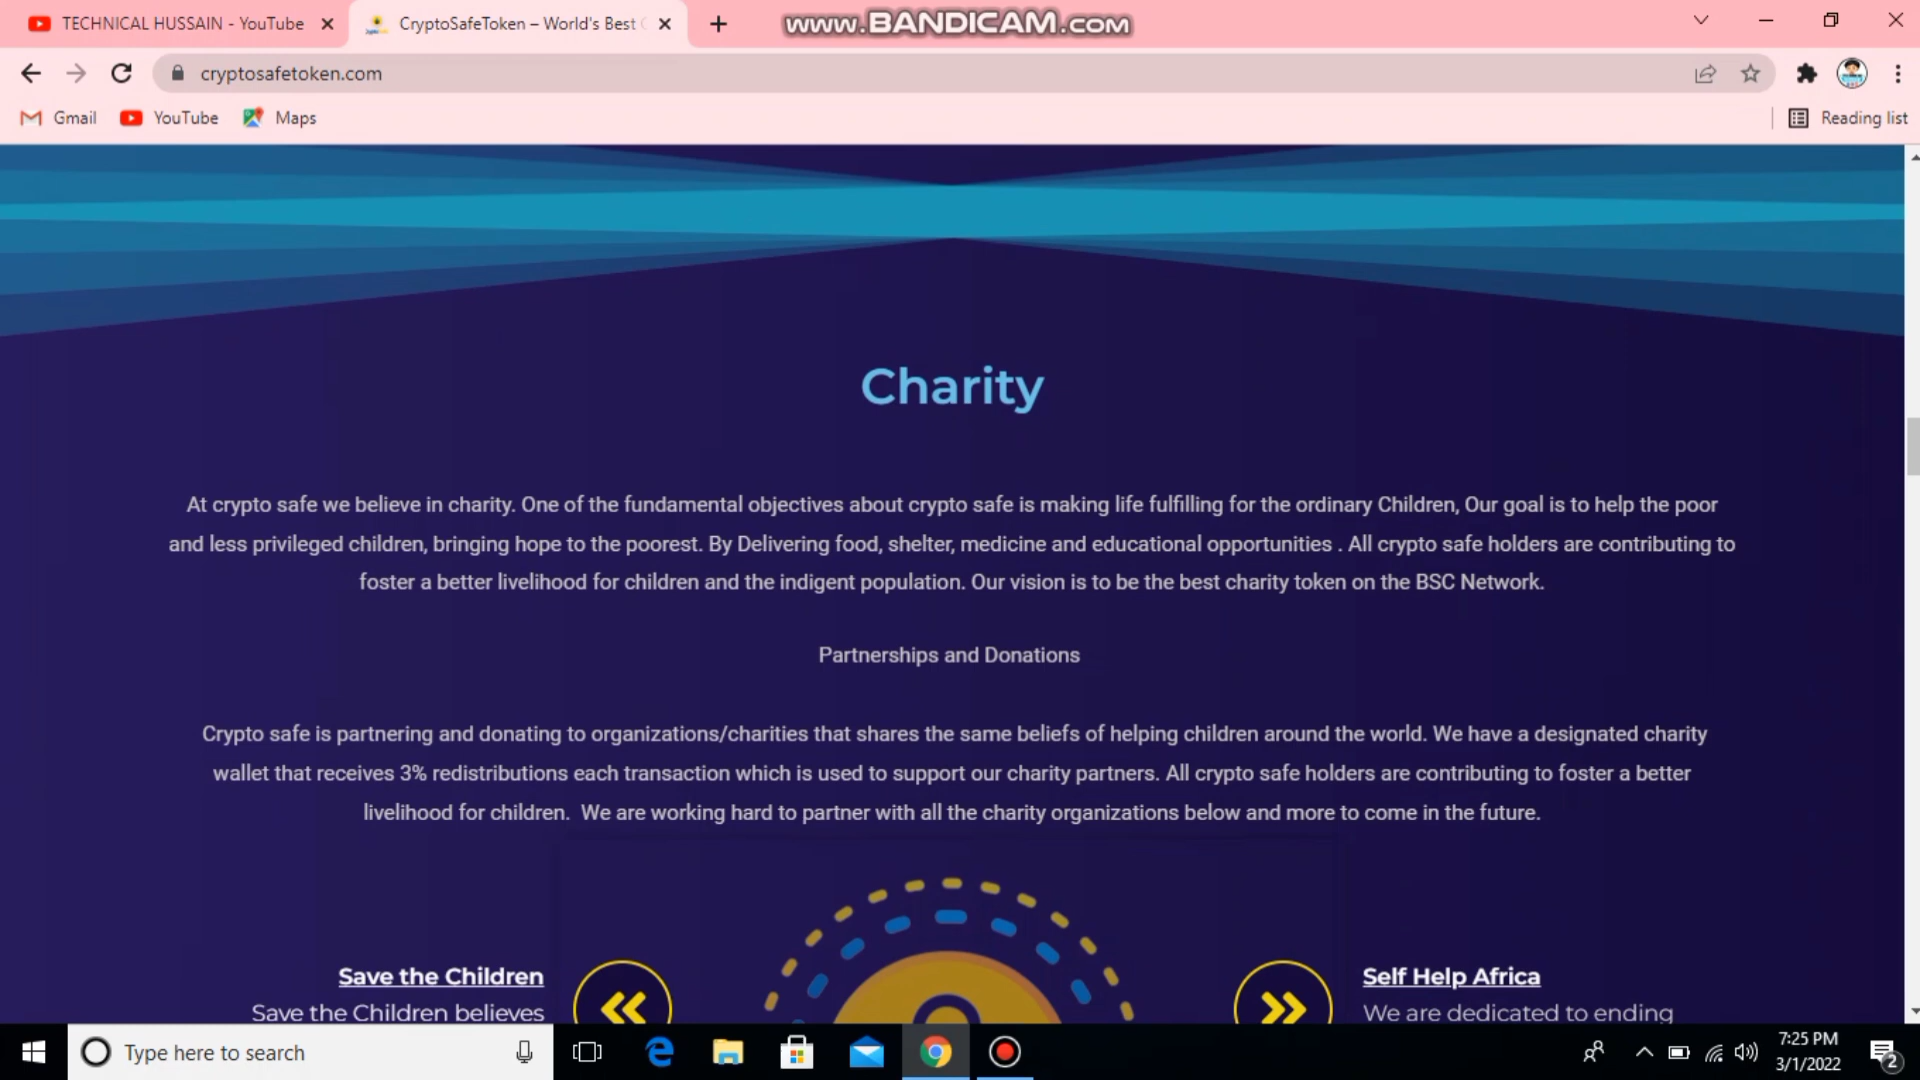 TECHNICAL HUSSAIN - YouTube
CryptoSafeToken – World's Best
www.BANDICAM.com
cryptosafetoken.com
Gmail
YouTube
Maps
Reading list
Charity
At crypto safe we believe in charity. One of the fundamental objectives about crypto safe is making life fulfilling for the ordinary Children, Our goal is to help the poor
and less privileged children, bringing hope to the poorest. By Delivering food, shelter, medicine and educational opportunities . All crypto safe holders are contributing to
foster a better livelihood for children and the indigent population. Our vision is to be the best charity token on the BSC Network.
Partnerships and Donations
Crypto safe is partnering and donating to organizations/charities that shares the same beliefs of helping children around the world. We have a designated charity
wallet that receives 3% redistributions each transaction which is used to support our charity partners. All crypto safe holders are contributing to foster a better
livelihood for children.  We are working hard to partner with all the charity organizations below and more to come in the future.
Save the Children
Save the Children believes
Self Help Africa
We are dedicated to ending
Type here to search
7:25 PM
3/1/2022
2